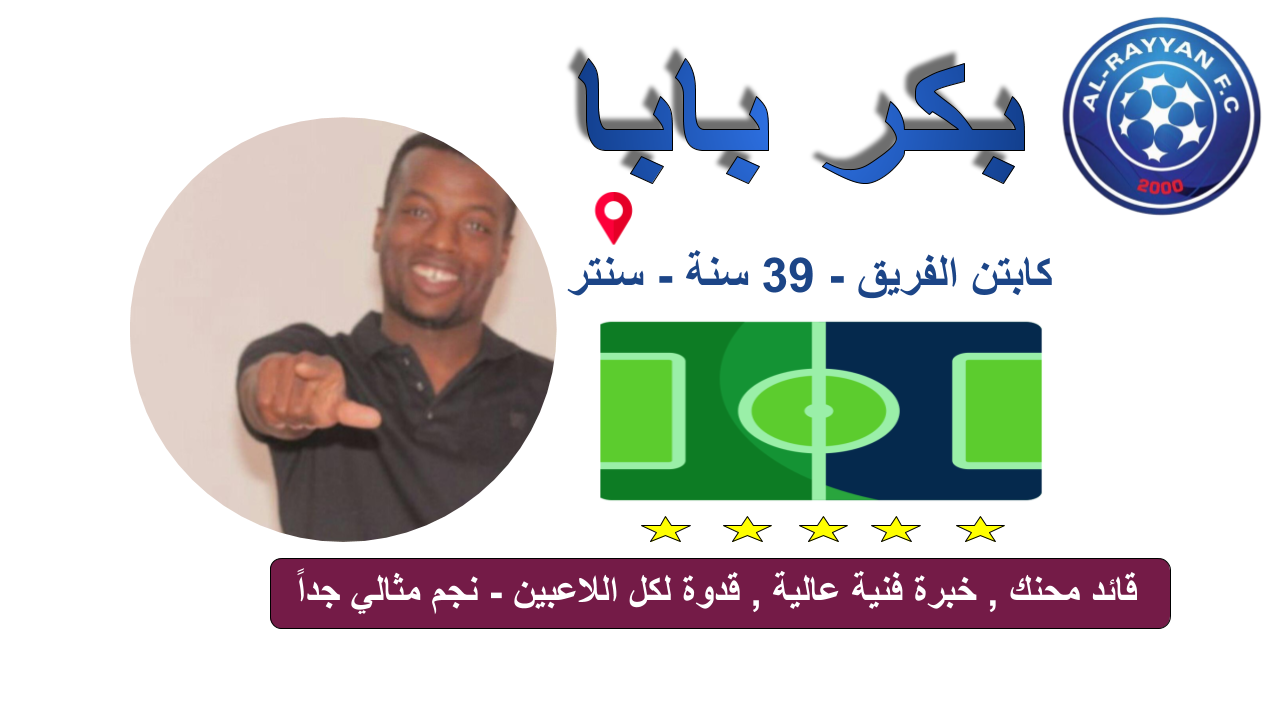 بكر بابا
AL-RAYYAN F.C
2000
كابتن الفريق - 39 سنة - سنتر
قائد محنك , خبرة فنية عالية , قدوة لكل اللاعبين - نجم مثالي جداً